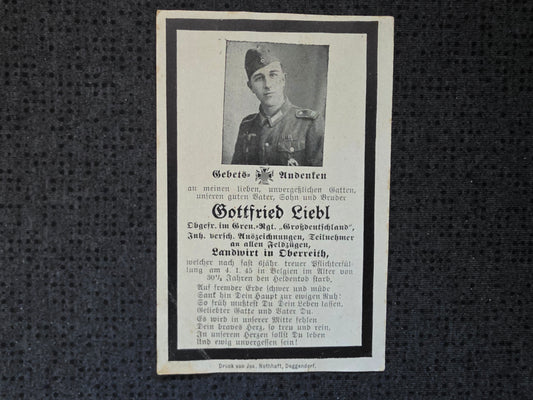 Gebets- Andenken
an meinen lieben, unvergeßlichen Gatten,
unseren guten Vater, Sohn und Bruder
Gottfried Liebl
Obgefr. im Gren.-Rgt. „Großdeutschland",
Inh. versch. Auszeichnungen, Teilnehmer
an allen Feldzügen,
Landwirt in Oberreith,
welcher nach fast 6jähr. treuer Pflichterfül-
lung am 4. 1. 45 in Belgien im Alter von
30¼ Jahren den Heldentod starb.
Auf fremder Erde schwer und müde
Sank hin Dein Haupt zur ewigen Ruh:
So früh mußtest Du Dein Leben lassen,
Geliebter Gatte und Vater Du.
Es wird in unserer Mitte fehlen
Dein braves Herz, so treu und rein.
In unserem Herzen sollst Du leben
Und ewig unvergessen sein!
Druck von Jos. Nothhaft, Deggendorf.